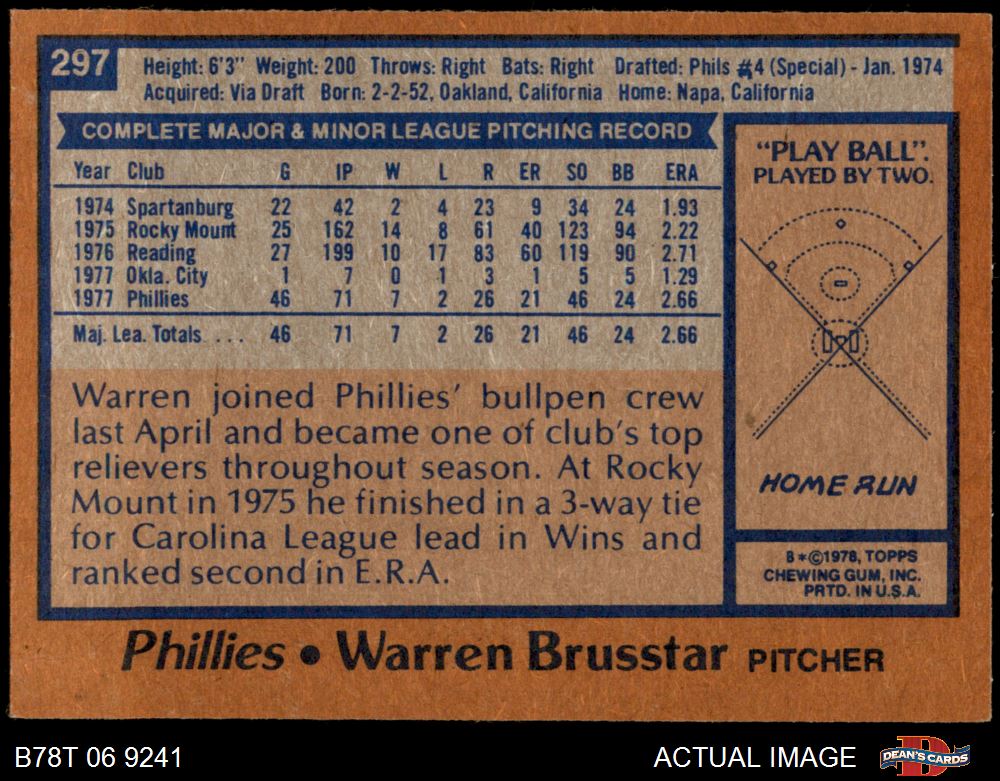 297
Height: 6'3" Weight: 200 Throws: Right Bats: Right Drafted: Phils #4 (Special) - Jan. 1974
Acquired: Via Draft Born: 2-2-52, Oakland, California Home: Napa, California
COMPLETE MAJOR & MINOR LEAGUE PITCHING RECORD
Year Club G IP W L R ER SO BB ERA
1974 Spartanburg 22 42 2 4 23 9 34 24 1.93
1975 Rocky Mount 25 162 14 8 61 40 123 94 2.22
1976 Reading 27 199 10 17 83 60 119 90 2.71
1977 Okla. City 1 7 0 1 3 1 5 5 1.29
1977 Phillies 46 71 7 2 26 21 46 24 2.66
Maj. Lea. Totals .... 46 71 7 2 26 21 46 24 2.66
Warren joined Phillies' bullpen crew
last April and became one of club's top
relievers throughout season. At Rocky
Mount in 1975 he finished in a 3-way tie
for Carolina League lead in Wins and
ranked second in E.R.A.
"PLAY BALL".
PLAYED BY TWO.
HOME RUN
B*©1978, TOPPS
CHEWING GUM, INC.
PRTD. IN U.S.A.
Phillies • Warren Brusstar PITCHER
B78T 06 9241
ACTUAL IMAGE
DEAN'S CARDS